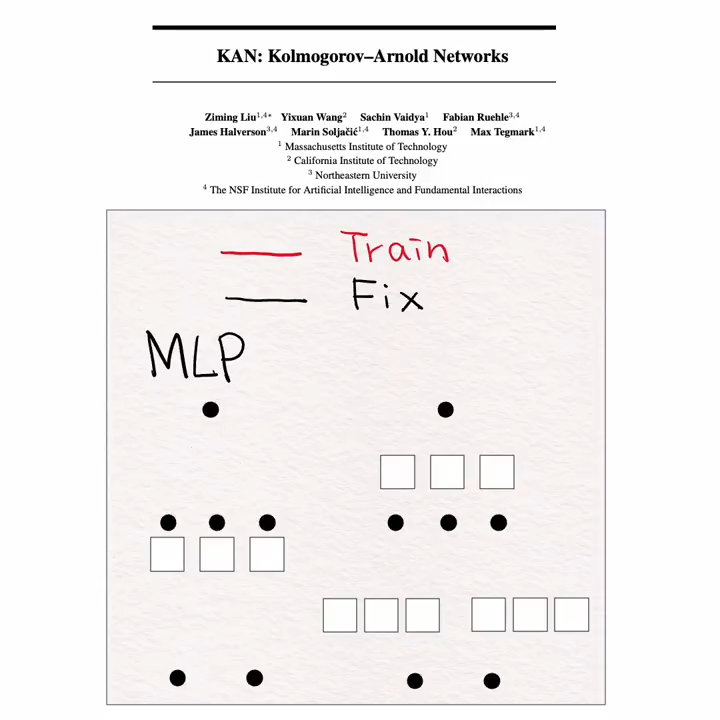 KAN: Kolmogorov–Arnold Networks
Ziming Liu1,4* Yixuan Wang2 Sachin Vaidya1 Fabian Ruehle3,4
James Halverson3,4 Marin Soljačić1,4 Thomas Y. Hou2 Max Tegmark1,4
1 Massachusetts Institute of Technology
2 California Institute of Technology
3 Northeastern University
4 The NSF Institute for Artificial Intelligence and Fundamental Interactions
Train
Fix
MLP